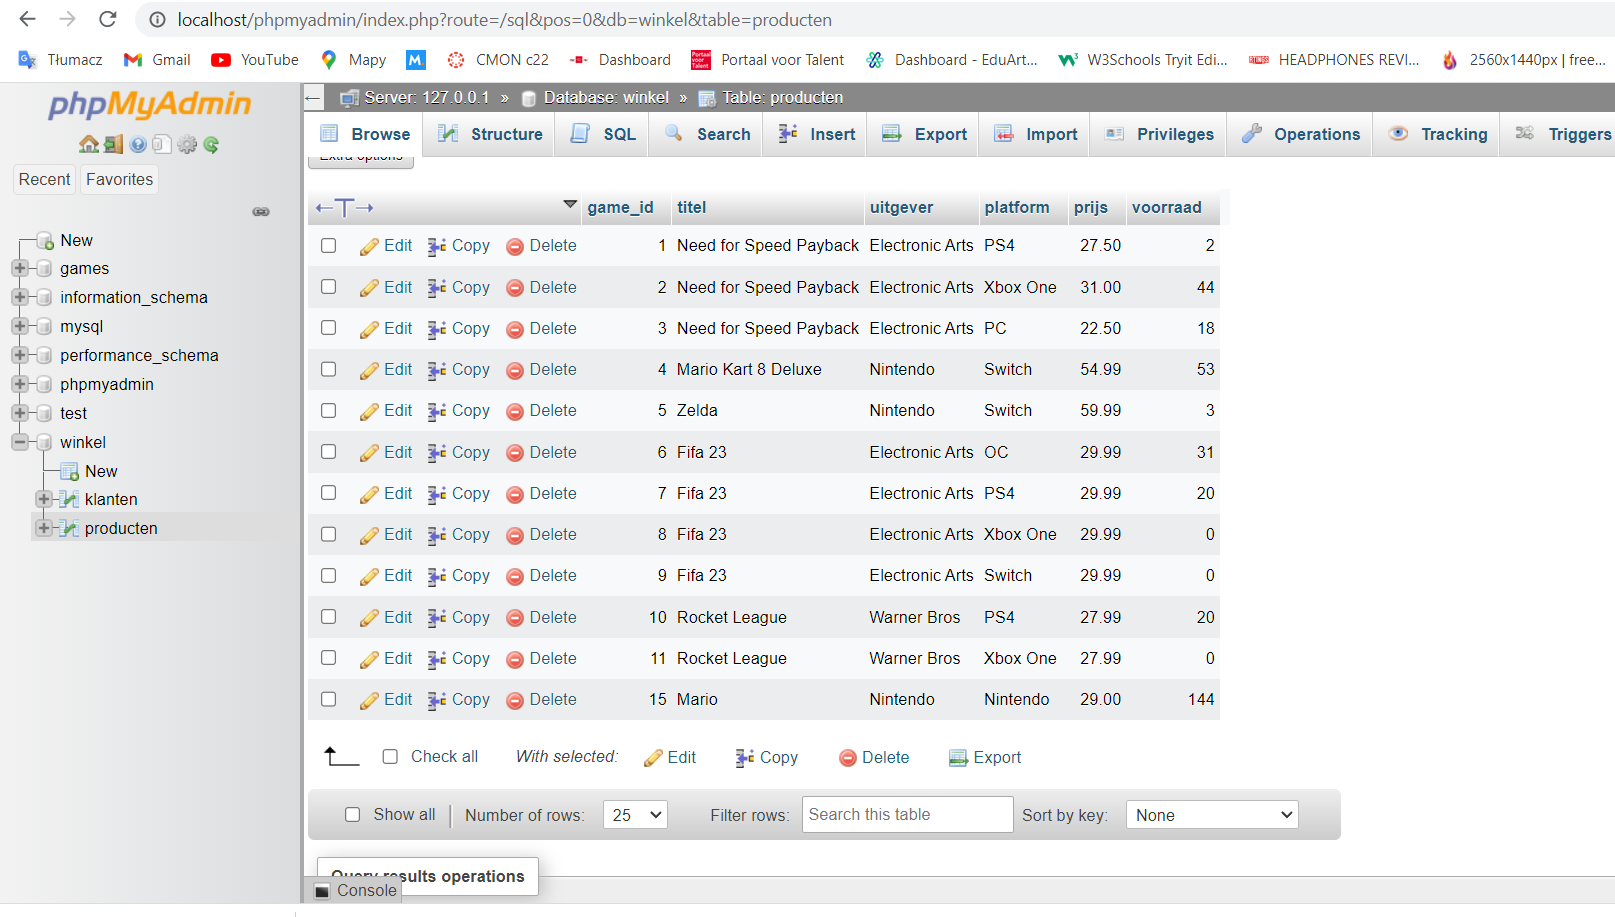 localhost/phpmyadmin/index.php?route=/sql&pos=0&db=winkel&table=producten
Tłumacz Gmail YouTube Mapy M. CMON c22 Dashboard Portaal voor Talent Portaal voor Talent Dashboard - EduArt... W3Schools Tryit Edi... RTINGS HEADPHONES REVI... 2560x1440px | free...
phpMyAdmin
Recent Favorites
New
games
information_schema
mysql
performance_schema
phpmyadmin
test
winkel
New
klanten
producten
Server: 127.0.0.1 » Database: winkel » Table: producten
Browse Structure SQL Search Insert Export Import Privileges Operations Tracking Triggers
Extra options
←T→ game_id titel uitgever platform prijs voorraad
Edit Copy Delete 1 Need for Speed Payback Electronic Arts PS4 27.50 2
Edit Copy Delete 2 Need for Speed Payback Electronic Arts Xbox One 31.00 44
Edit Copy Delete 3 Need for Speed Payback Electronic Arts PC 22.50 18
Edit Copy Delete 4 Mario Kart 8 Deluxe Nintendo Switch 54.99 53
Edit Copy Delete 5 Zelda Nintendo Switch 59.99 3
Edit Copy Delete 6 Fifa 23 Electronic Arts OC 29.99 31
Edit Copy Delete 7 Fifa 23 Electronic Arts PS4 29.99 20
Edit Copy Delete 8 Fifa 23 Electronic Arts Xbox One 29.99 0
Edit Copy Delete 9 Fifa 23 Electronic Arts Switch 29.99 0
Edit Copy Delete 10 Rocket League Warner Bros PS4 27.99 20
Edit Copy Delete 11 Rocket League Warner Bros Xbox One 27.99 0
Edit Copy Delete 15 Mario Nintendo Nintendo 29.00 144
Check all With selected: Edit Copy Delete Export
Show all Number of rows: 25 Filter rows: Search this table Sort by key: None
Query results operations
Console